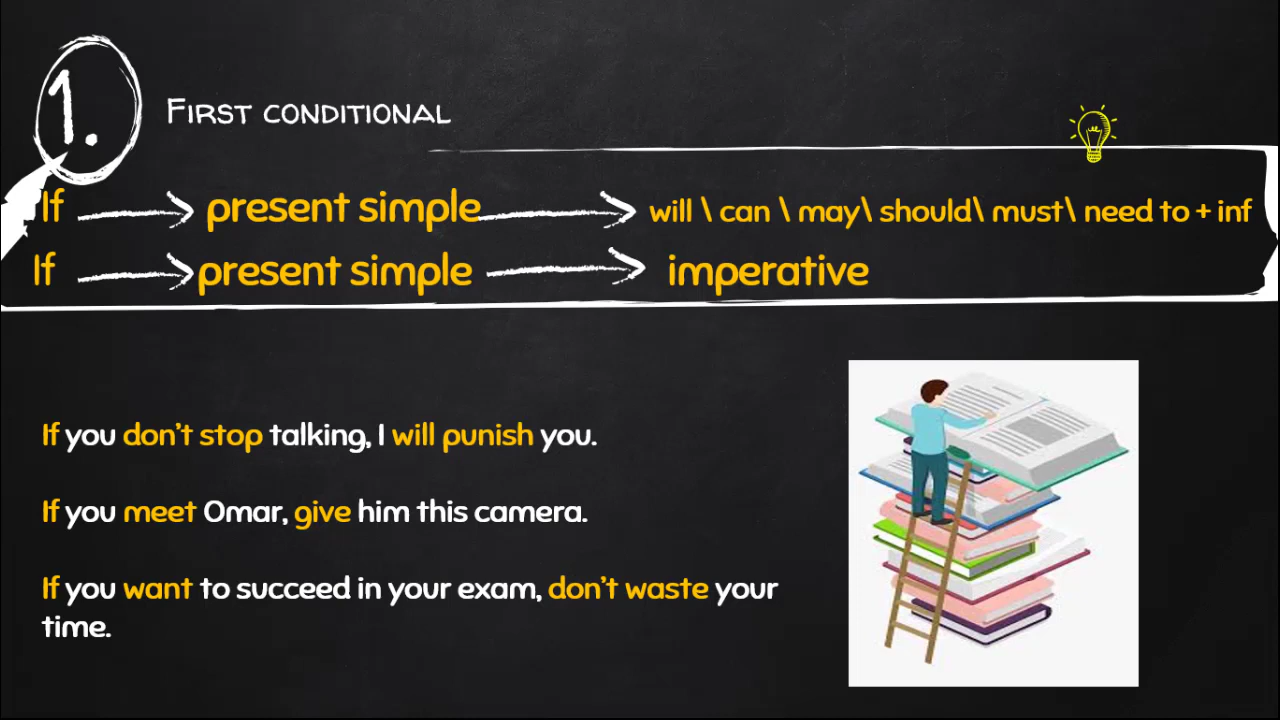 1.
First conditional
If present simple will \ can \ may\ should\ must\ need to + inf
If present simple imperative
If you don't stop talking, I will punish you.
If you meet Omar, give him this camera.
If you want to succeed in your exam, don't waste your
time.